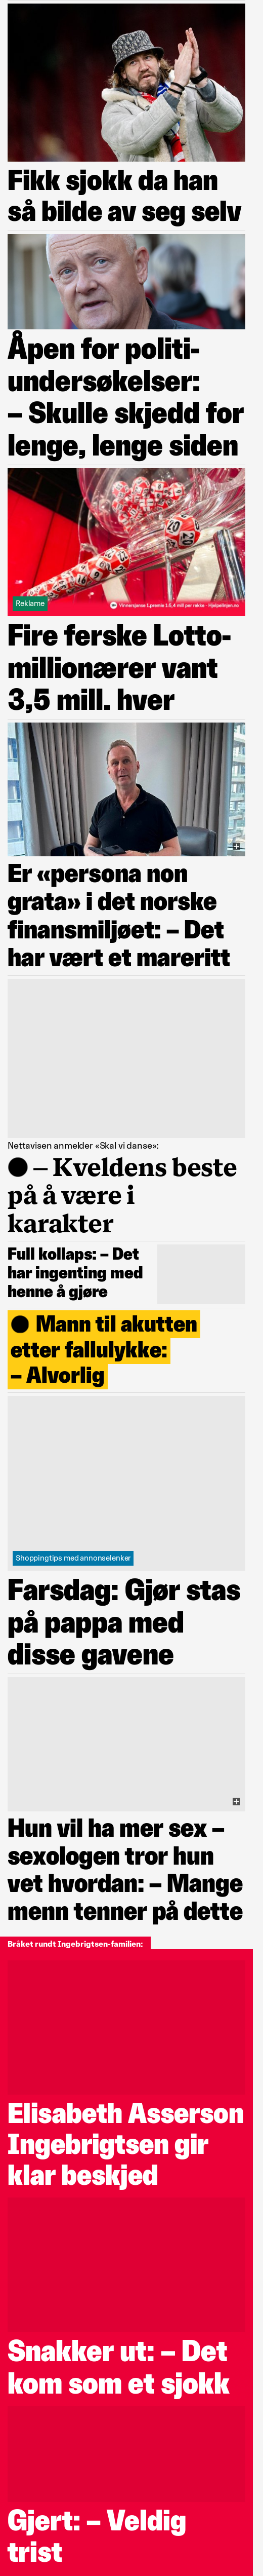 Fikk sjokk da han
så bilde av seg selv
Åpen for politi-
undersøkelser:
– Skulle skjedd for
lenge, lenge siden
20
20
Reklame
Vinnersjanse 1.premie 1:5,4 mill per rekke - Hjelpelinjen.no
Fire ferske Lotto-
millionærer vant
3,5 mill. hver
Er «persona non
grata» i det norske
finansmiljøet: – Det
har vært et mareritt
Nettavisen anmelder «Skal vi danse»:
● – Kveldens beste
på å være i
karakter
Full kollaps: – Det
har ingenting med
henne å gjøre
● Mann til akutten
etter fallulykke:
– Alvorlig
Shoppingtips med annonselenker
Farsdag: Gjør stas
på pappa med
disse gavene
Hun vil ha mer sex –
sexologen tror hun
vet hvordan: – Mange
menn tenner på dette
Bråket rundt Ingebrigtsen-familien:
Elisabeth Asserson
Ingebrigtsen gir
klar beskjed
Snakker ut: – Det
kom som et sjokk
Gjert: – Veldig
trist